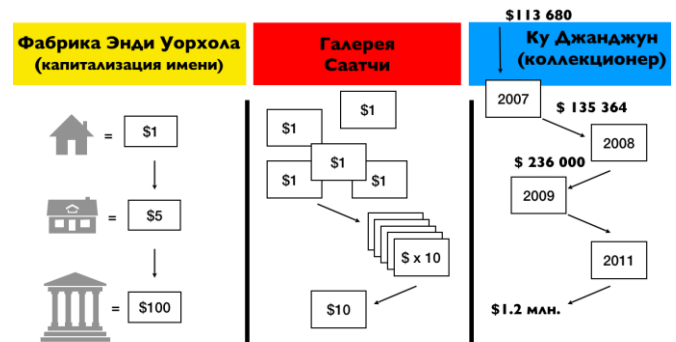 Фабрика Энди Уорхола
(капитализация имени)
= $1
= $5
= $100
Галерея
Саатчи
$1
$1
$1
$1
$1
$ x 10
$10
$113 680
Ку Джанджун
(коллекционер)
2007
$ 135 364
2008
$ 236 000
2009
2011
$1.2 млн.